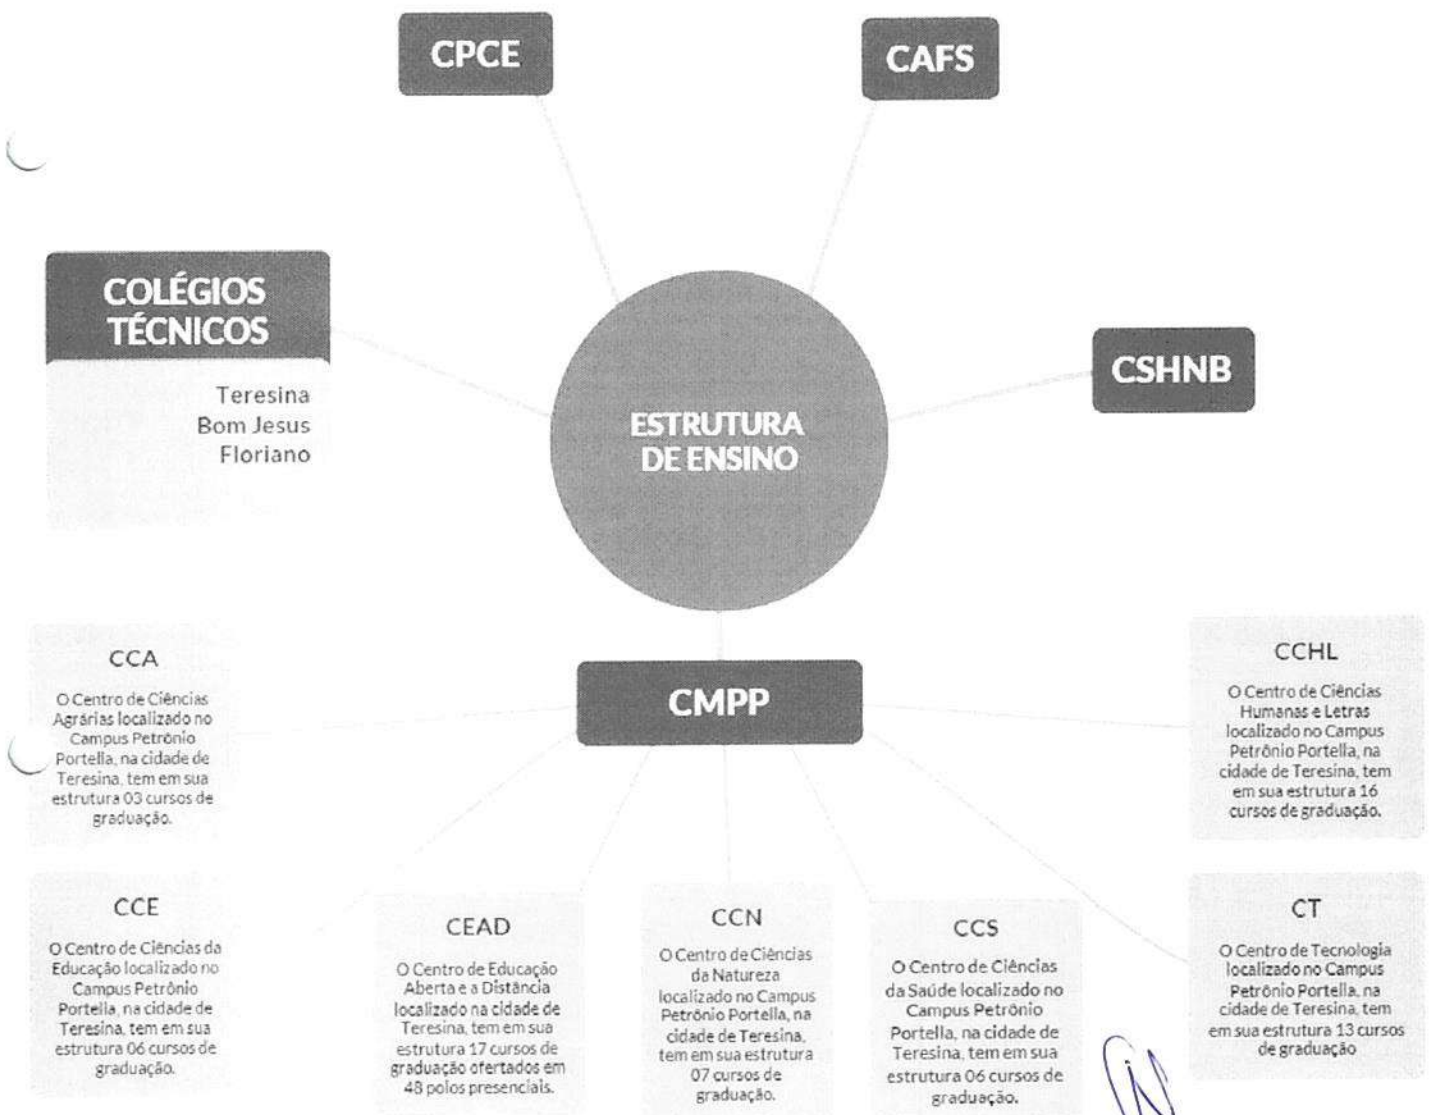 CPCE
CAFS
COLÉGIOS
TÉCNICOS
Teresina
Bom Jesus
Floriano
CSHNB
ESTRUTURA
DE ENSINO
CMPP
CCA
O Centro de Ciências
Agrárias localizado no
Campus Petrônio
Portella, na cidade de
Teresina, tem em sua
estrutura 03 cursos de
graduação.
CCHL
O Centro de Ciências
Humanas e Letras
localizado no Campus
Petrônio Portella, na
cidade de Teresina, tem
em sua estrutura 16
cursos de graduação.
CCE
O Centro de Ciências da
Educação localizado no
Campus Petrônio
Portella, na cidade de
Teresina, tem em sua
estrutura 06 cursos de
graduação.
CEAD
O Centro de Educação
Aberta e a Distância
localizado na cidade de
Teresina, tem em sua
estrutura 17 cursos de
graduação ofertados em
48 polos presenciais.
CCN
O Centro de Ciências
da Natureza
localizado no Campus
Petrônio Portella, na
cidade de Teresina,
tem em sua estrutura
07 cursos de
graduação.
CCS
O Centro de Ciências
da Saúde localizado no
Campus Petrônio
Portella, na cidade de
Teresina, tem em sua
estrutura 06 cursos de
graduação.
CT
O Centro de Tecnologia
localizado no Campus
Petrônio Portella, na
cidade de Teresina, tem
em sua estrutura 13 cursos
de graduação